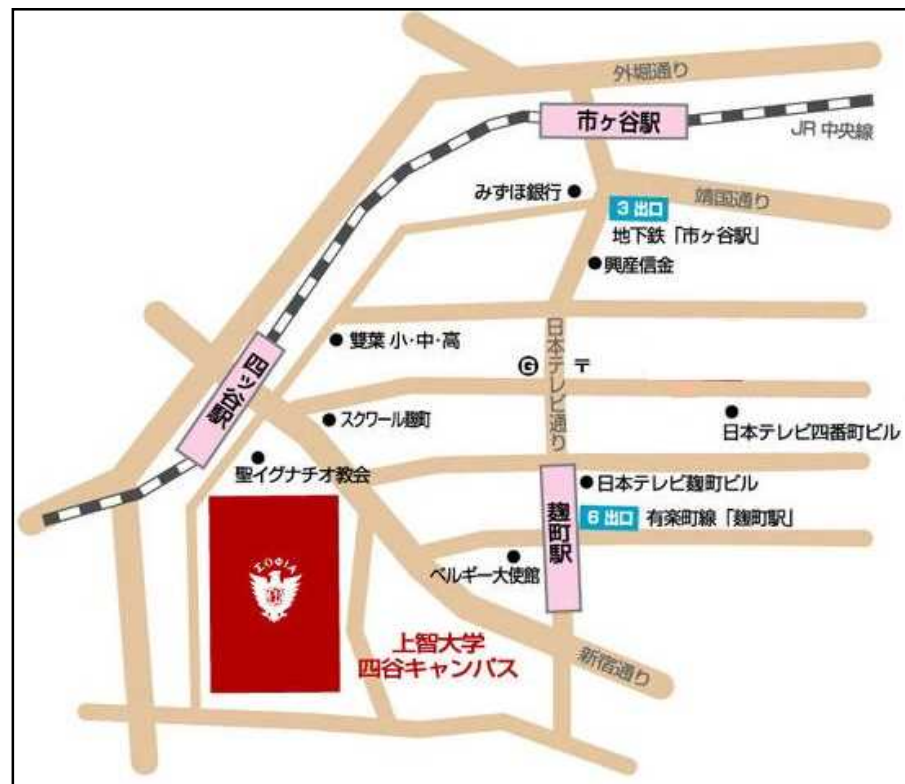 外堀通り
市ヶ谷駅
JR 中央線
みずほ銀行
靖国通り
3 出口
地下鉄「市ヶ谷駅」
興産信金
日本テレビ通り
雙葉 小・中・高
G
〒
四ッ谷駅
スクワール麹町
日本テレビ四番町ビル
聖イグナチオ教会
日本テレビ麹町ビル
麹町駅
6 出口
有楽町線「麹町駅」
ベルギー大使館
ΣΟΦΙΑ
上智大学
四谷キャンパス
新宿通り